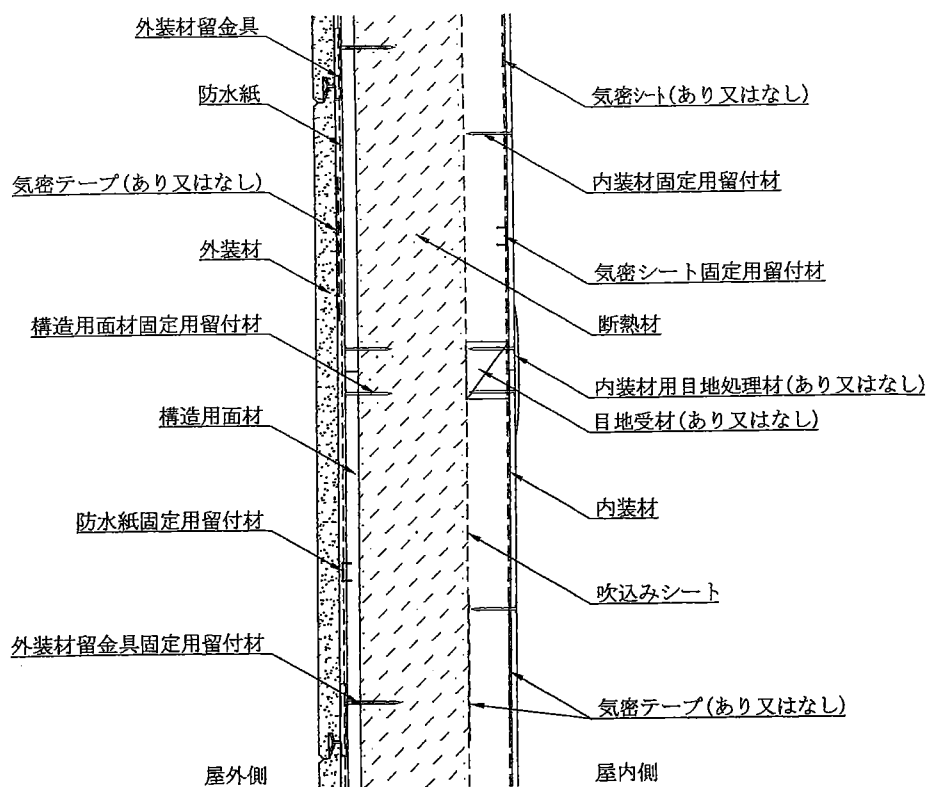 外装材留金具
防水紙
気密テープ(あり又はなし)
外装材
構造用面材固定用留付材
構造用面材
防水紙固定用留付材
外装材留金具固定用留付材
屋外側
気密シート(あり又はなし)
内装材固定用留付材
気密シート固定用留付材
断熱材
内装材用目地処理材(あり又はなし)
目地受材(あり又はなし)
内装材
吹込みシート
気密テープ(あり又はなし)
屋内側